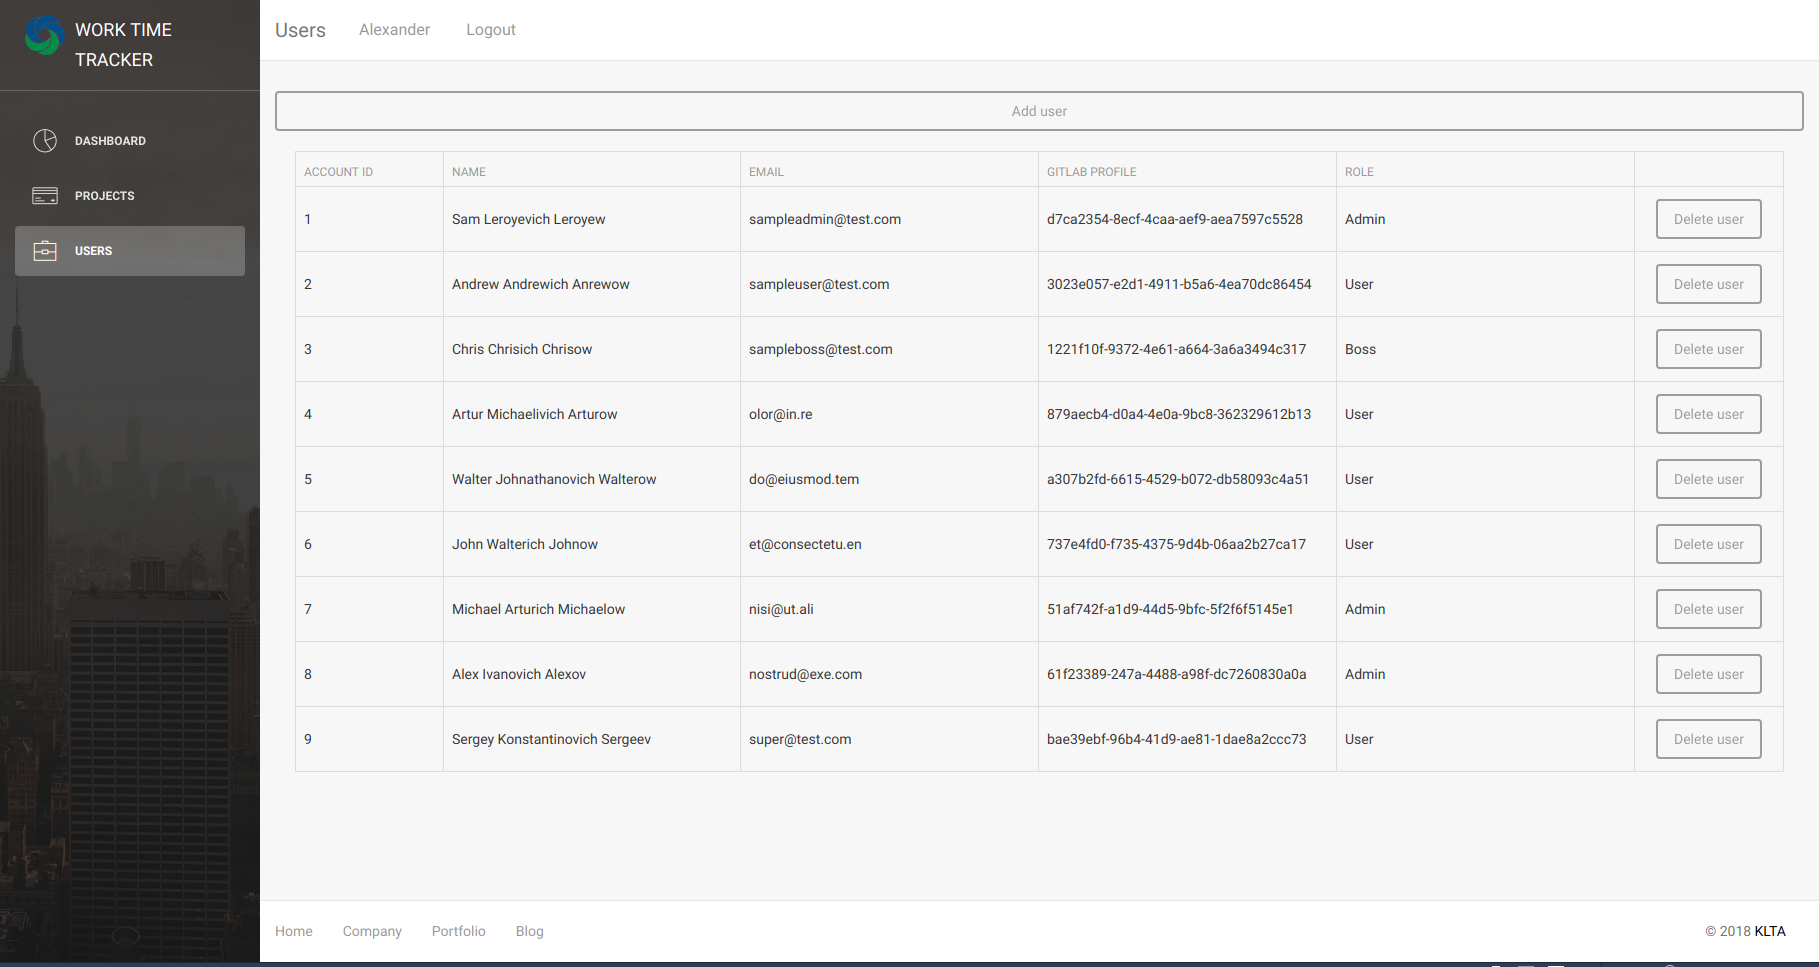 WORK TIME
TRACKER
DASHBOARD
PROJECTS
USERS
Users Alexander Logout
Add user
ACCOUNT ID NAME EMAIL GITLAB PROFILE ROLE
1 Sam Leroyevich Leroyew sampleadmin@test.com d7ca2354-8ecf-4caa-aef9-aea7597c5528 Admin Delete user
2 Andrew Andrewich Anrewow sampleuser@test.com 3023e057-e2d1-4911-b5a6-4ea70dc86454 User Delete user
3 Chris Chrisich Chrisow sampleboss@test.com 1221f10f-9372-4e61-a664-3a6a3494c317 Boss Delete user
4 Artur Michaelivich Arturow olor@in.re 879aecb4-d0a4-4e0a-9bc8-362329612b13 User Delete user
5 Walter Johnathanovich Walterow do@eiusmod.tem a307b2fd-6615-4529-b072-db58093c4a51 User Delete user
6 John Walterich Johnow et@consectetu.en 737e4fd0-f735-4375-9d4b-06aa2b27ca17 User Delete user
7 Michael Arturich Michaelow nisi@ut.ali 51af742f-a1d9-44d5-9bfc-5f2f6f5145e1 Admin Delete user
8 Alex Ivanovich Alexov nostrud@exe.com 61f23389-247a-4488-a98f-dc7260830a0a Admin Delete user
9 Sergey Konstantinovich Sergeev super@test.com bae39ebf-96b4-41d9-ae81-1dae8a2ccc73 User Delete user
Home Company Portfolio Blog © 2018 KLTA